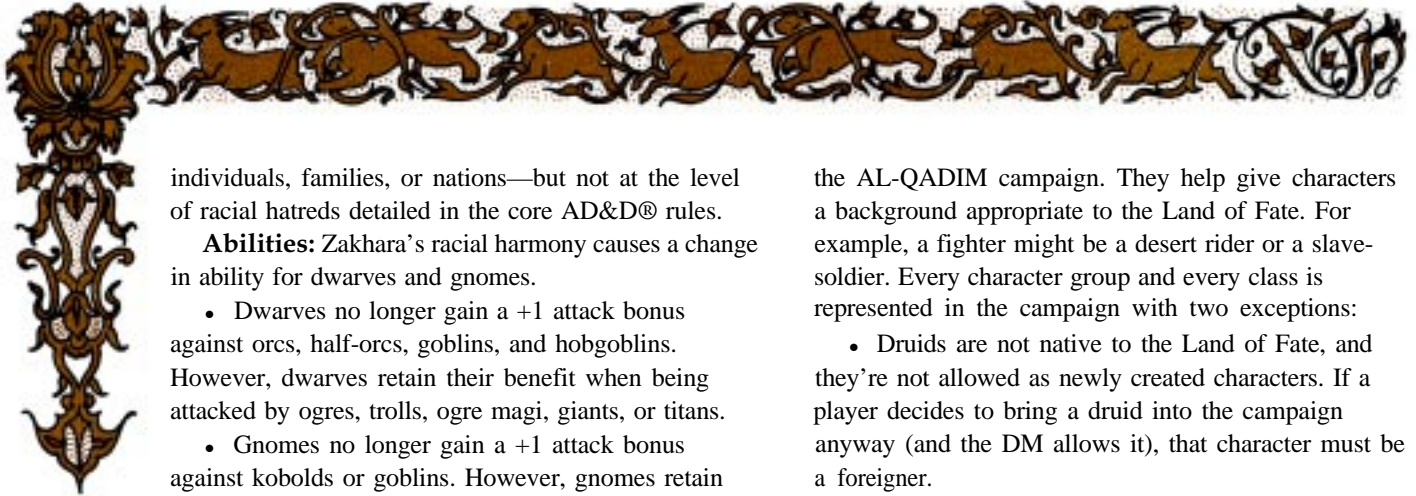 individuals, families, or nations—but not at the level
of racial hatreds detailed in the core AD&D® rules.
Abilities: Zakhara's racial harmony causes a change
in ability for dwarves and gnomes.
• Dwarves no longer gain a +1 attack bonus
against orcs, half-orcs, goblins, and hobgoblins.
However, dwarves retain their benefit when being
attacked by ogres, trolls, ogre magi, giants, or titans.
• Gnomes no longer gain a +1 attack bonus
against kobolds or goblins. However, gnomes retain
the AL-QADIM campaign. They help give characters
a background appropriate to the Land of Fate. For
example, a fighter might be a desert rider or a slave-
soldier. Every character group and every class is
represented in the campaign with two exceptions:
• Druids are not native to the Land of Fate, and
they're not allowed as newly created characters. If a
player decides to bring a druid into the campaign
anyway (and the DM allows it), that character must be
a foreigner.